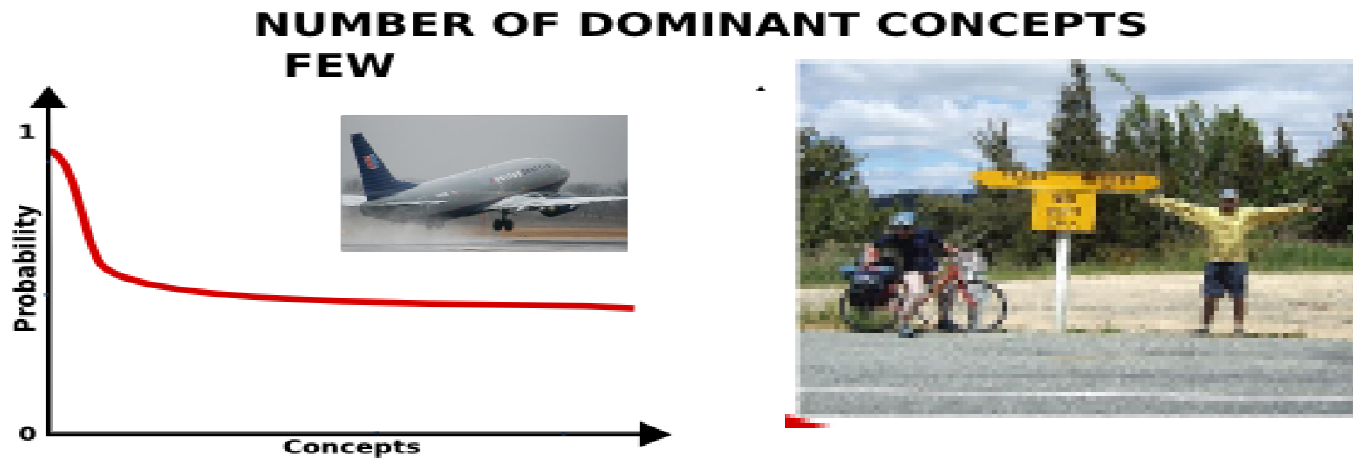 NUMBER OF DOMINANT CONCEPTS
FEW
1
Probability
0
Concepts